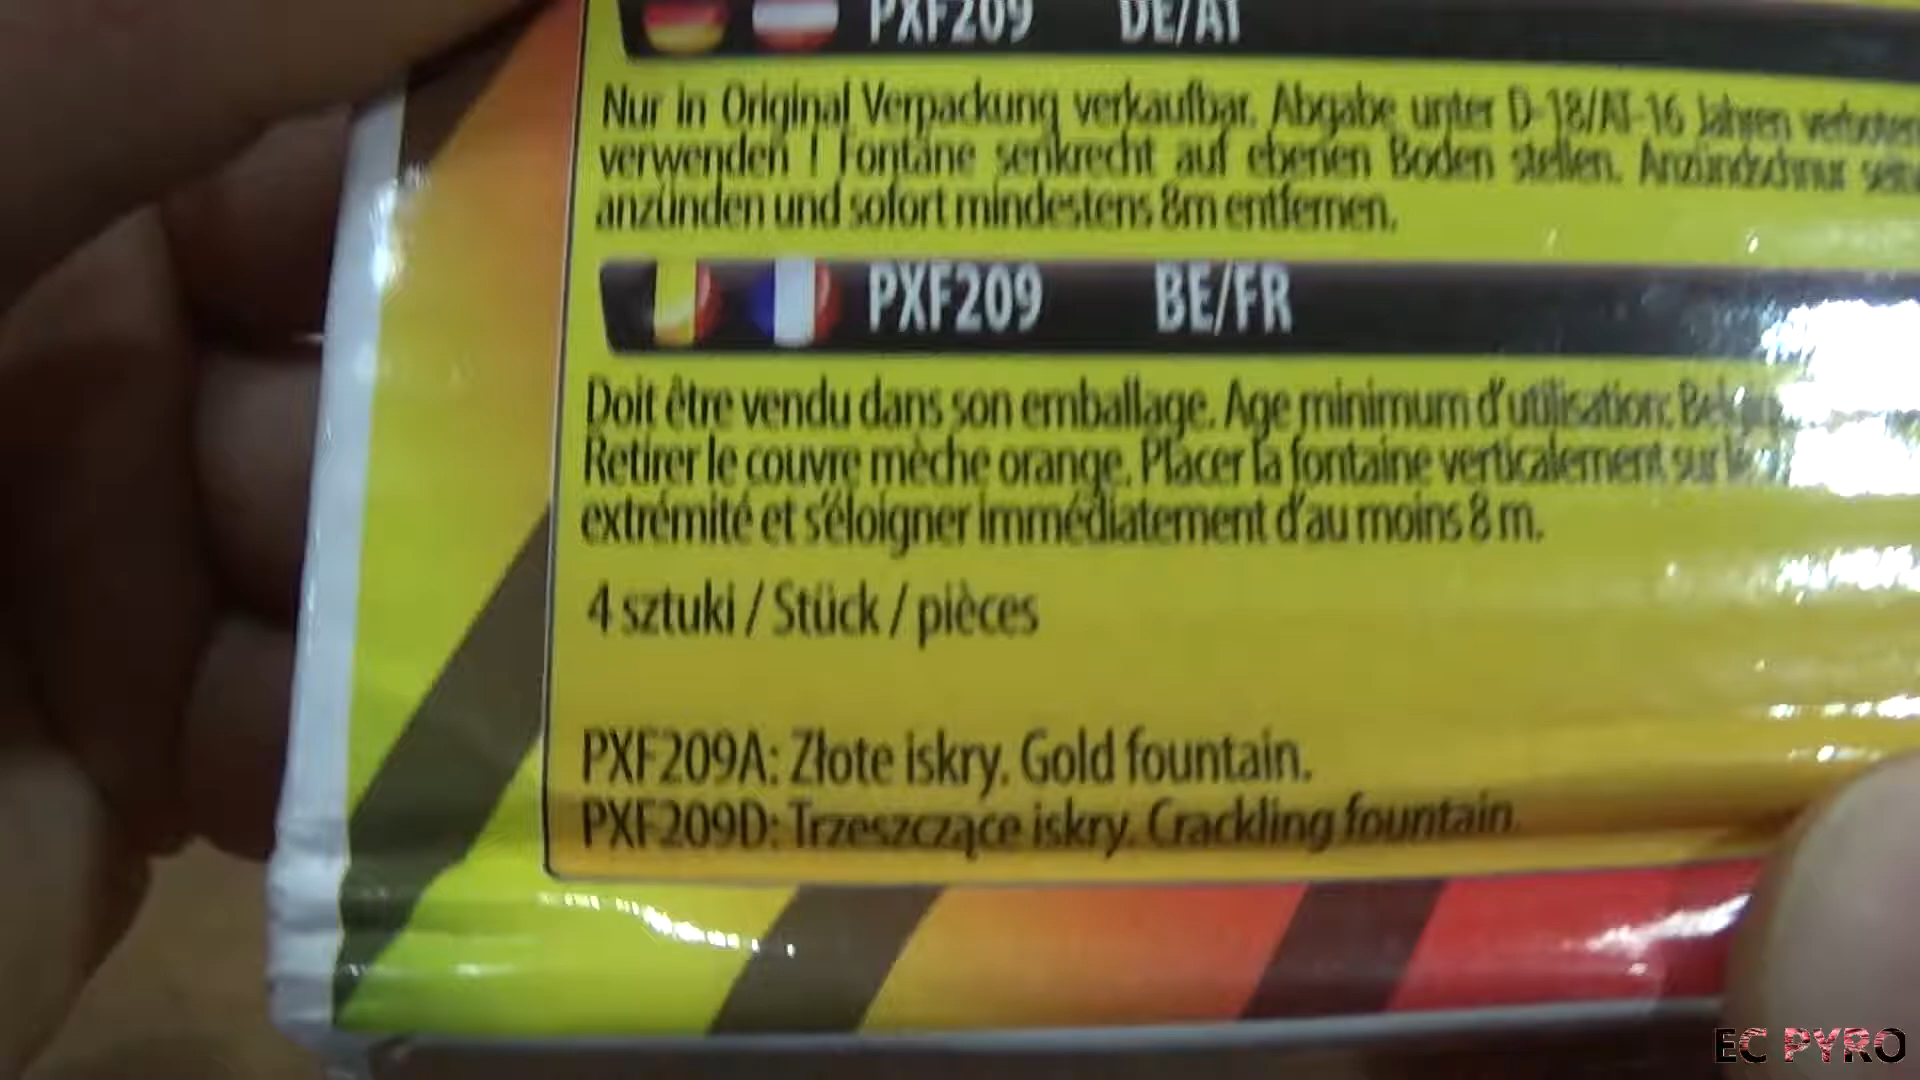 PXF209 DE/AT
Nur in Original Verpackung verkaufbar. Abgabe unter D-18/AT-16 Jahren verboten
verwenden ! Fontäne senkrecht auf ebenen Boden stellen. Anzündschnur
anzünden und sofort mindestens 8m entfernen.
PXF209 BE/FR
Doit être vendu dans son emballage. Age minimum d'utilisation:
Retirer le couvre mèche orange. Placer la fontaine verticalement sur
extrémité et s'éloigner immédiatement d'au moins 8 m.
4 sztuki / Stück / pièces
PXF209A: Złote iskry. Gold fountain.
PXF209D: Trzeszczące iskry. Crackling fountain.
EC PYRO